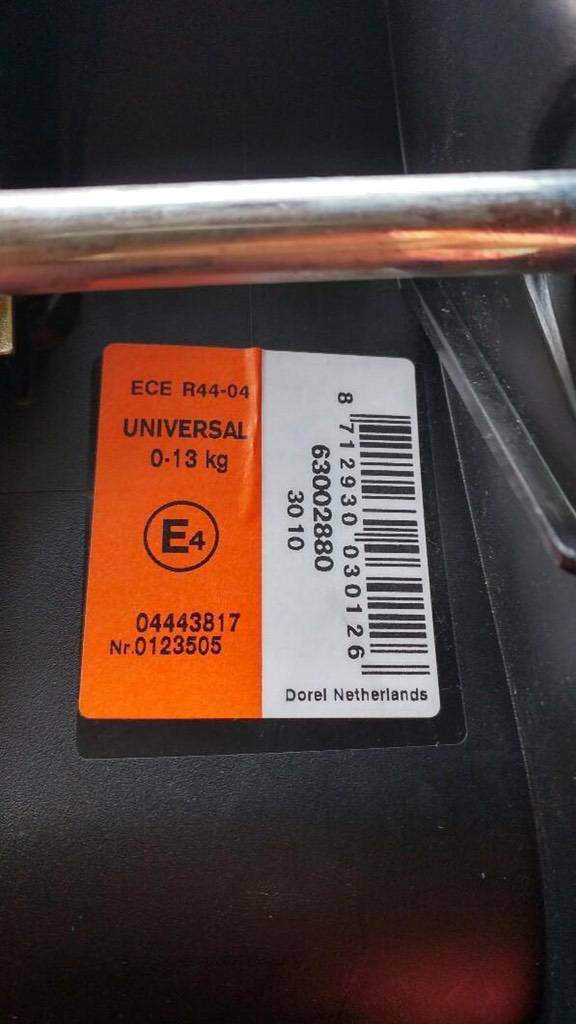 ECE R44-04
UNIVERSAL
0-13 kg
E4
04443817
Nr.0123505
8 712930 030126
63002880
3010
Dorel Netherlands